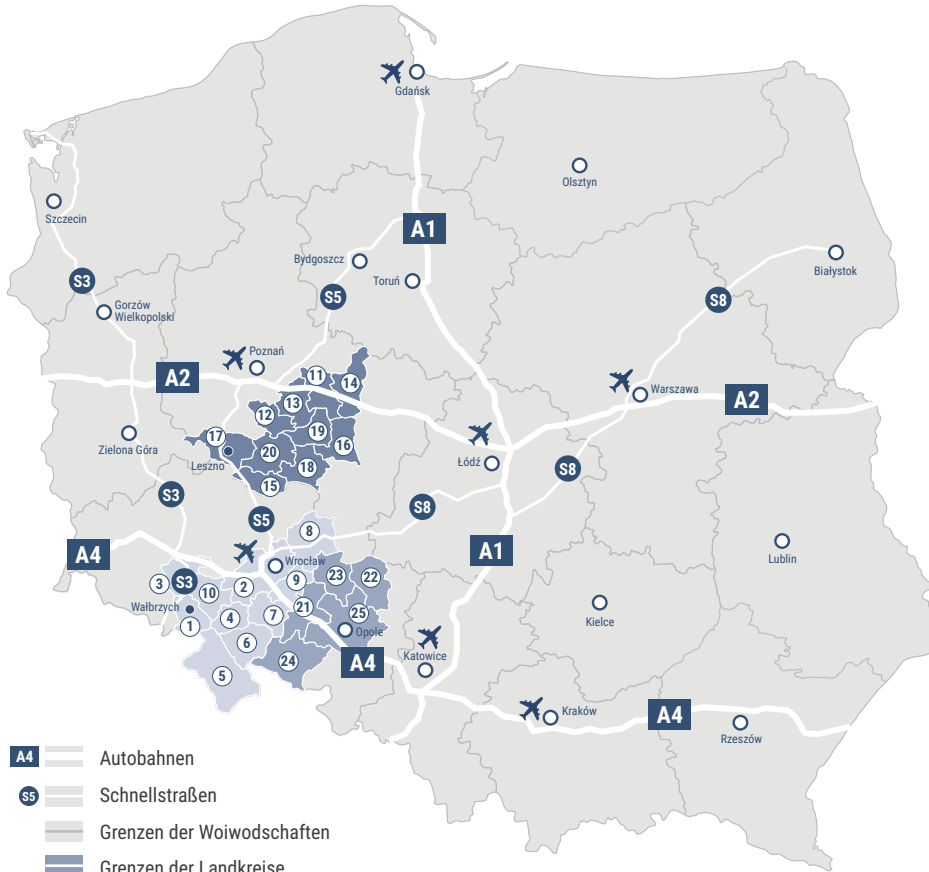 Gdańsk
Olsztyn
Szczecin
A1
Bydgoszcz
Toruń
Białystok
S3
S5
S8
Gorzów
Wielkopolski
Poznań
A2
11
14
Warszawa
A2
13
12
Zielona Góra
17
19
16
Leszno
20
Łódź
18
S8
15
S3
S8
S5
8
A4
A1
Lublin
Wrocław
3
S3
2
9
23
22
10
Wałbrzych
21
Kielce
1
4
7
25
Opole
6
24
A4
Katowice
5
Kraków
A4
Rzeszów
A4 Autobahnen
S5 Schnellstraßen
Grenzen der Woiwodschaften
Grenzen der Landkreise